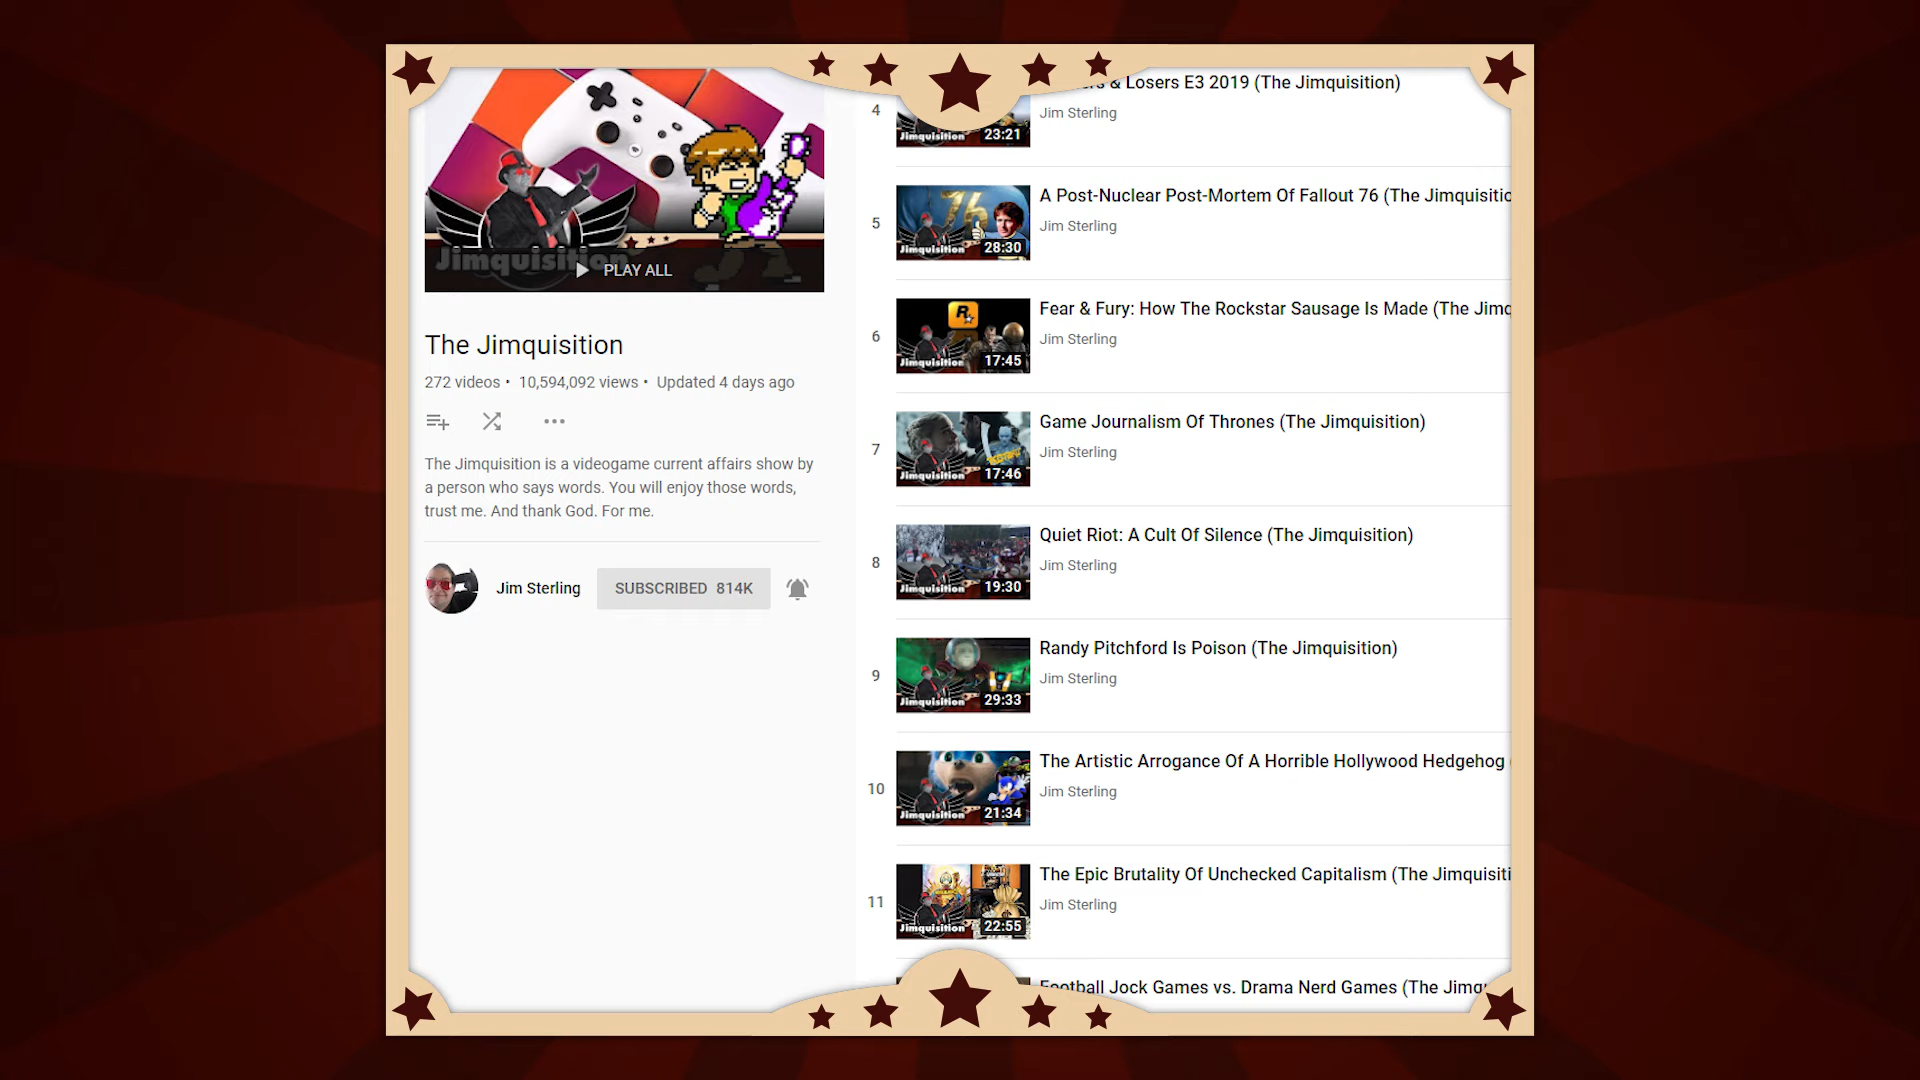 Jimquisition
PLAY ALL
The Jimquisition
272 videos • 10,594,092 views • Updated 4 days ago
The Jimquisition is a videogame current affairs show by
a person who says words. You will enjoy those words,
trust me. And thank God. For me.
Jim Sterling
SUBSCRIBED 814K
4
Jimquisition
23:21
& Losers E3 2019 (The Jimquisition)
Jim Sterling
5
76
Jimquisition
28:30
A Post-Nuclear Post-Mortem Of Fallout 76 (The Jimquisitio
Jim Sterling
6
R
Jimquisition
17:45
Fear & Fury: How The Rockstar Sausage Is Made (The Jimq
Jim Sterling
7
Jimquisition
17:46
Game Journalism Of Thrones (The Jimquisition)
Jim Sterling
8
Jimquisition
19:30
Quiet Riot: A Cult Of Silence (The Jimquisition)
Jim Sterling
9
Jimquisition
29:33
Randy Pitchford Is Poison (The Jimquisition)
Jim Sterling
10
Jimquisition
21:34
The Artistic Arrogance Of A Horrible Hollywood Hedgehog
Jim Sterling
11
Jimquisition
22:55
The Epic Brutality Of Unchecked Capitalism (The Jimquisiti
Jim Sterling
Football Jock Games vs. Drama Nerd Games (The Jimq